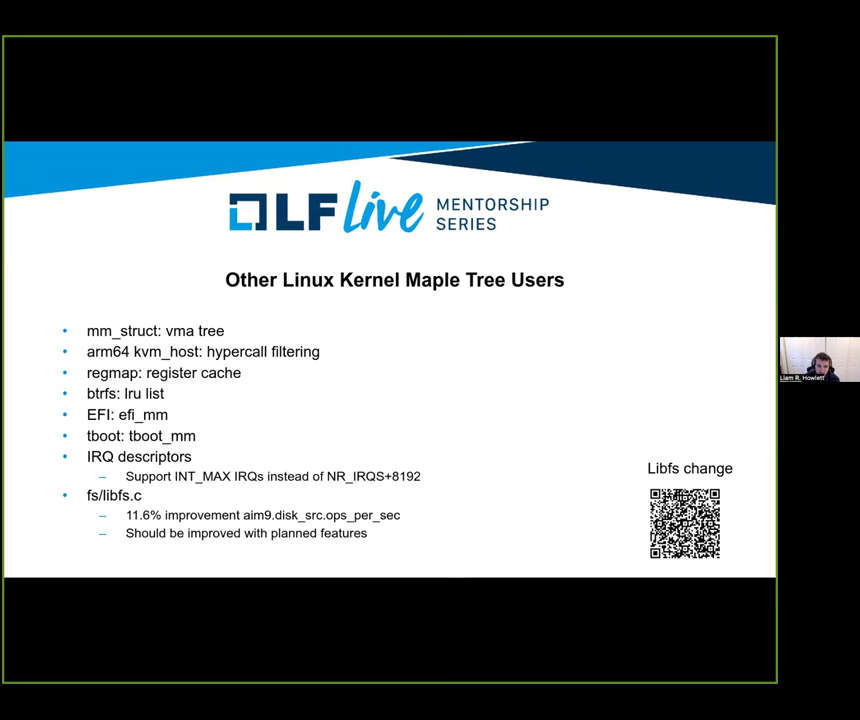 LF Live MENTORSHIP
SERIES
Other Linux Kernel Maple Tree Users
• mm_struct: vma tree
• arm64 kvm_host: hypercall filtering
• regmap: register cache
• btrfs: lru list
• EFI: efi_mm
• tboot: tboot_mm
• IRQ descriptors
– Support INT_MAX IRQs instead of NR_IRQS+8192
• fs/libfs.c
– 11.6% improvement aim9.disk_src.ops_per_sec
– Should be improved with planned features
Libfs change
Liam R. Howlett